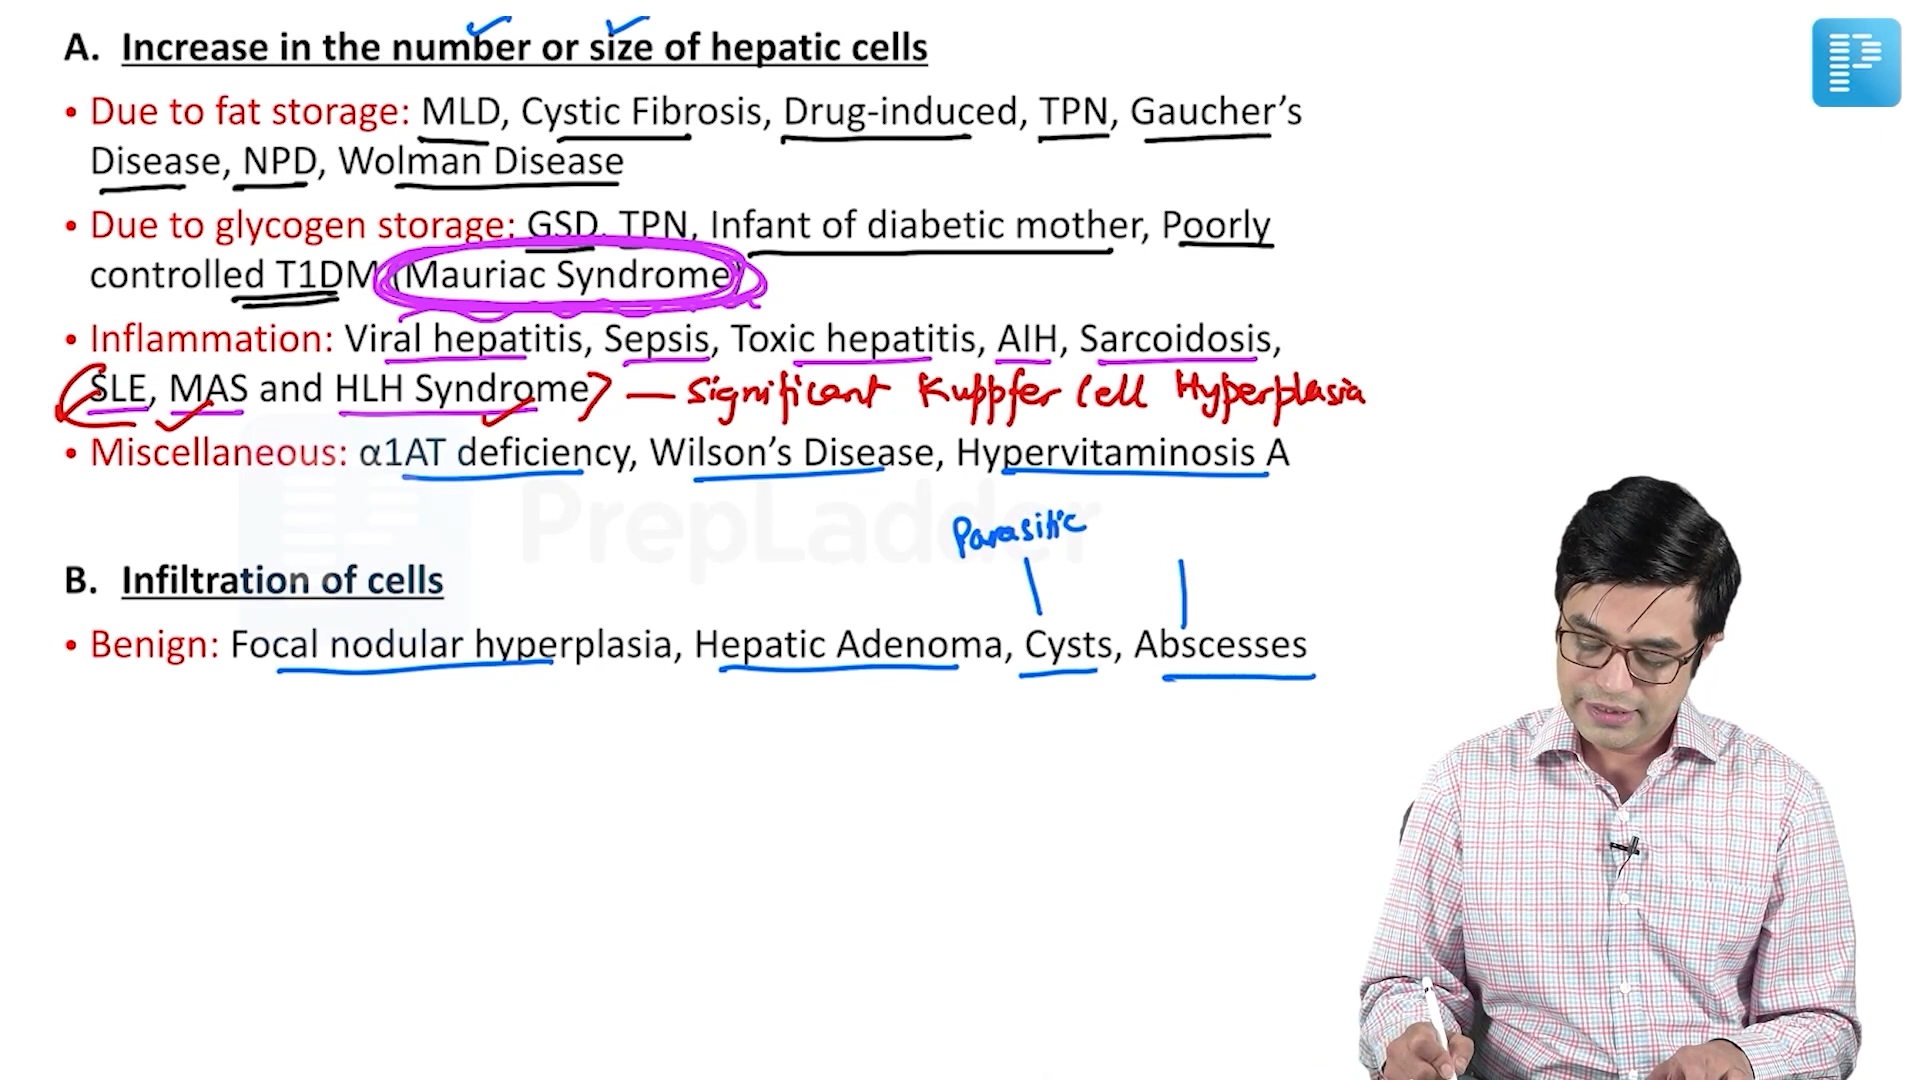 A. Increase in the number or size of hepatic cells
• Due to fat storage: MLD, Cystic Fibrosis, Drug-induced, TPN, Gaucher’s
Disease, NPD, Wolman Disease
• Due to glycogen storage: GSD, TPN, Infant of diabetic mother, Poorly
controlled T1DM (Mauriac Syndrome)
• Inflammation: Viral hepatitis, Sepsis, Toxic hepatitis, AIH, Sarcoidosis,
SLE, MAS and HLH Syndrome — Significant Kuppfer Cell Hyperplasia
• Miscellaneous: α1AT deficiency, Wilson’s Disease, Hypervitaminosis A
PrepLadder
Parasitic
B. Infiltration of cells
• Benign: Focal nodular hyperplasia, Hepatic Adenoma, Cysts, Abscesses